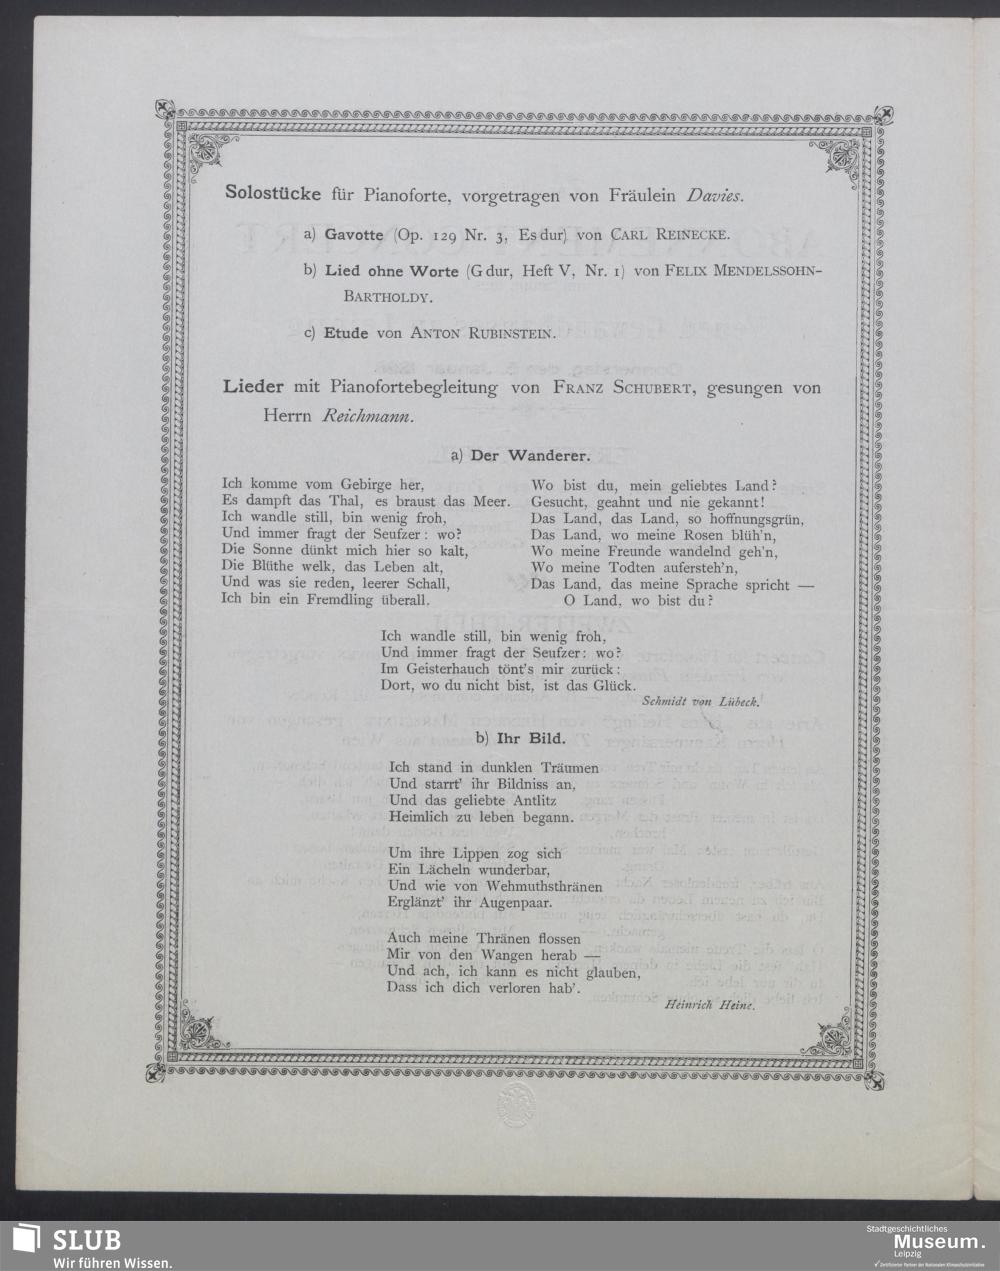 Solostücke für Pianoforte, vorgetragen von Fräulein Davies.
a) Gavotte (Op. 129 Nr. 3, Es dur) von Carl Reinecke.
b) Lied ohne Worte (G dur, Heft V, Nr. 1) von Felix Mendelssohn-
Bartholdy.
c) Etude von Anton Rubinstein.
Lieder mit Pianofortebegleitung von Franz Schubert, gesungen von
Herrn Reichmann.
a) Der Wanderer.
Ich komme vom Gebirge her,
Es dampft das Thal, es braust das Meer.
Ich wandle still, bin wenig froh,
Und immer fragt der Seufzer: wo?
Die Sonne dünkt mich hier so kalt,
Die Blüthe welk, das Leben alt,
Und was sie reden, leerer Schall,
Ich bin ein Fremdling überall.
Wo bist du, mein geliebtes Land?
Gesucht, geahnt und nie gekannt!
Das Land, das Land, so hoffnungsgrün,
Das Land, wo meine Rosen blüh'n,
Wo meine Freunde wandelnd geh'n,
Wo meine Todten aufersteh'n,
Das Land, das meine Sprache spricht —
O Land, wo bist du?
Ich wandle still, bin wenig froh,
Und immer fragt der Seufzer: wo?
Im Geisterhauch tönt's mir zurück:
Dort, wo du nicht bist, ist das Glück.
Schmidt von Lübeck.
b) Ihr Bild.
Ich stand in dunklen Träumen
Und starrt' ihr Bildniss an,
Und das geliebte Antlitz
Heimlich zu leben begann.
Um ihre Lippen zog sich
Ein Lächeln wunderbar,
Und wie von Wehmuthsthränen
Erglänzt' ihr Augenpaar.
Auch meine Thränen flossen
Mir von den Wangen herab —
Und ach, ich kann es nicht glauben,
Dass ich dich verloren hab'.
Heinrich Heine.
SLUB
Wir führen Wissen.
Stadtgeschichtliches
Museum.
Leipzig
Zertifizierter Partner der Nationalen Klimaschutzinitiative